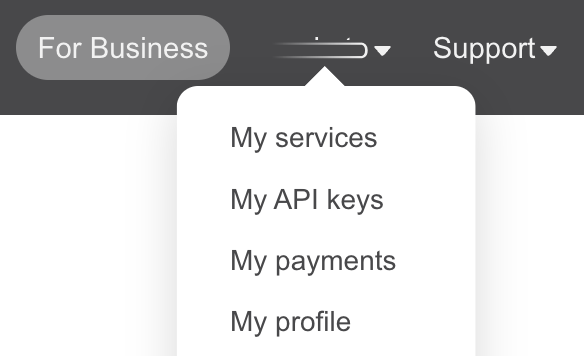 For Business
Support
My services
My API keys
My payments
My profile